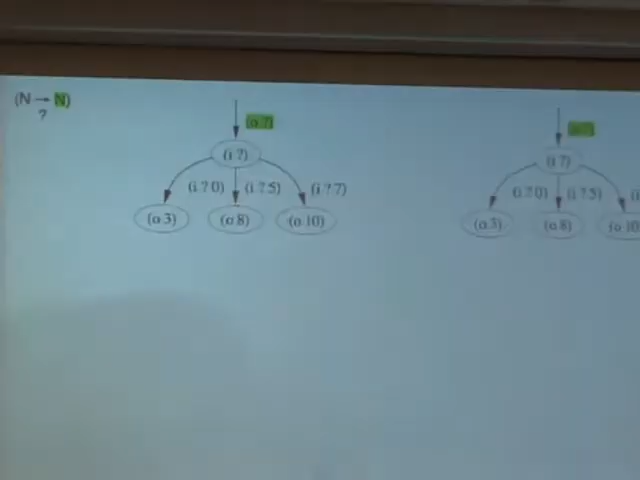 (N → N)
?
(o ?)
(i ?)
(i ? 0) (i ? 5) (i ? 7)
(o 3) (o 8) (o 10)
(i ?)
(i ? 0) (i ? 5)
(o 3) (o 8) (o 10